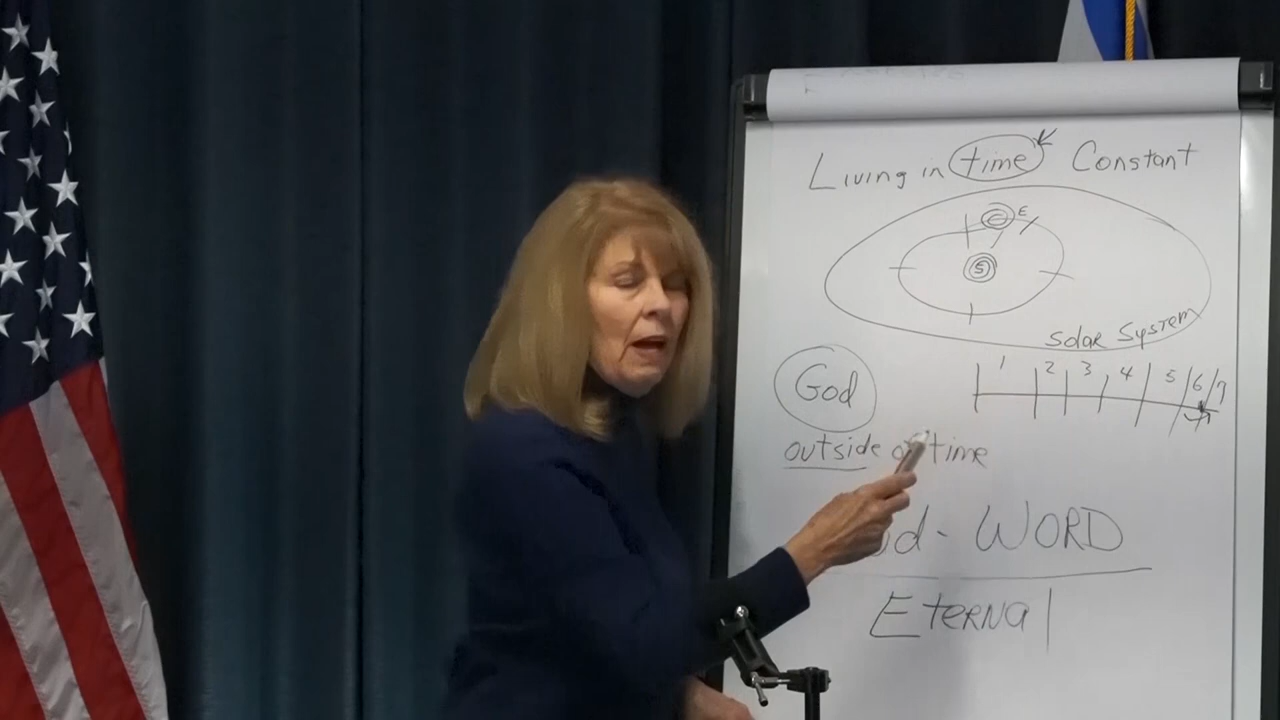 Living in time Constant
E
S
Solar System
1 2 3 4 5 6 7
God
outside of time
WORD
Eternal